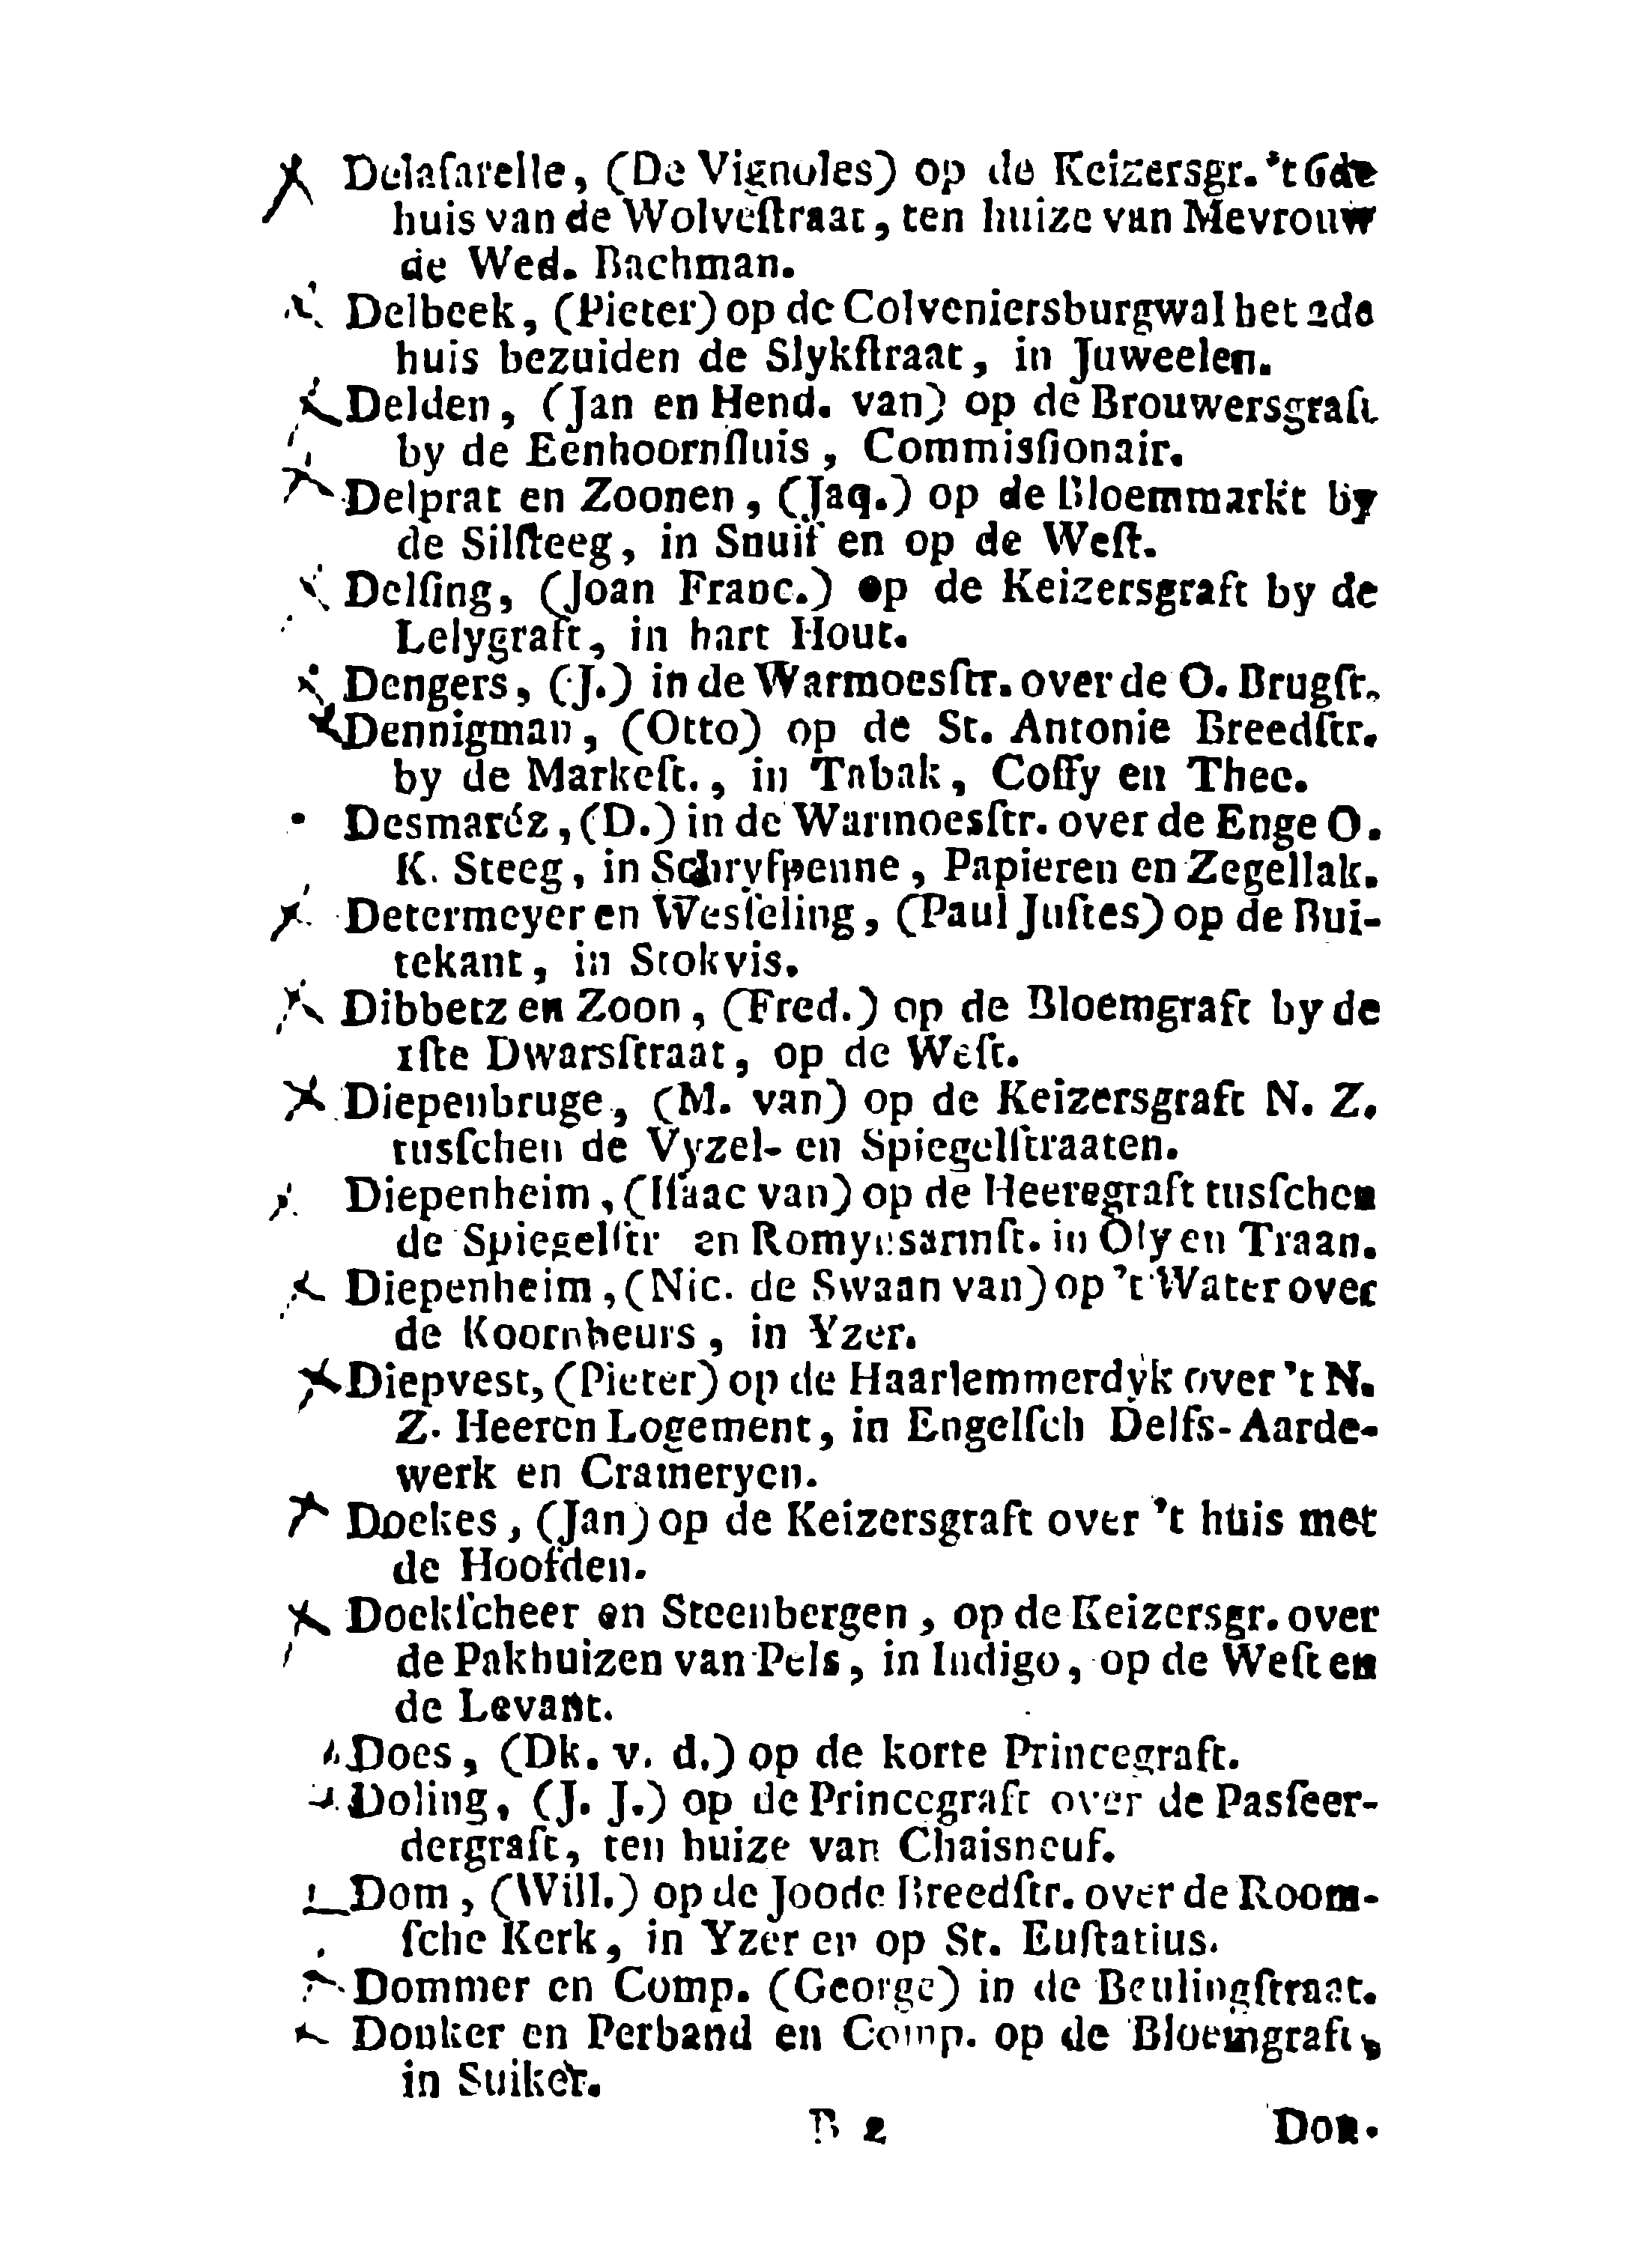 Delaſarelle, (De Vignoles) op de Keizersgr. 't 6de
huis van de Wolveſtraat, ten huize van Mevrouw
de Wed. Bachman.
Delbeek, (Pieter) op de Colveniersburgwal het 2de
huis bezuiden de Slykſtraat, in Juweelen.
Delden, (Jan en Hend. van) op de Brouwersgraft
by de Eenhoornſluis, Commisſionair.
Delprat en Zoonen, (Jaq.) op de Bloemmarkt by
de Silſteeg, in Snuif en op de Weſt.
Delſing, (Joan Franc.) op de Keizersgraft by de
Lelygraft, in hart Hout.
Dengers, (J.) in de Warmoesſtr. over de O. Brugſt.
Dennigman, (Otto) op de St. Antonie Breedſtr.
by de Markeſt., in Tabak, Coffy en Thee.
Desmaréz, (D.) in de Warmoesſtr. over de Enge O.
K. Steeg, in Schryfpenne, Papieren en Zegellak.
Determeyer en Wesſeling, (Paul Juſtes) op de Bui-
tekant, in Stokvis.
Dibbetz en Zoon, (Fred.) op de Bloemgraft by de
1ſte Dwarsſtraat, op de Weſt.
Diepenbruge, (M. van) op de Keizersgraft N. Z.
tusſchen de Vyzel- en Spiegelſtraaten.
Diepenheim, (Iſaac van) op de Heeregraft tusſchen
de Spiegelſtr en Romynsarmſt. in Oly en Traan.
Diepenheim, (Nic. de Swaan van) op 't Water over
de Koornbeurs, in Yzer.
Diepvest, (Pieter) op de Haarlemmerdyk over 't N.
Z. Heeren Logement, in Engelſch Delfs-Aarde-
werk en Crameryen.
Doekes, (Jan) op de Keizersgraft over 't huis met
de Hoofden.
Doekſcheer en Steenbergen, op de Keizersgr. over
de Pakhuizen van Pels, in Indigo, op de Weſt en
de Levant.
Does, (Dk. v. d.) op de korte Princegraft.
Doling, (J. J.) op de Princegraft over de Pasſeer-
dergraft, ten huize van Chaisneuf.
Dom, (Will.) op de Joode Breedſtr. over de Room-
ſche Kerk, in Yzer en op St. Euſtatius.
Dommer en Comp. (George) in de Beulingſtraat.
Donker en Perband en Comp. op de Bloemgraft,
in Suiker.
B 2 Don-